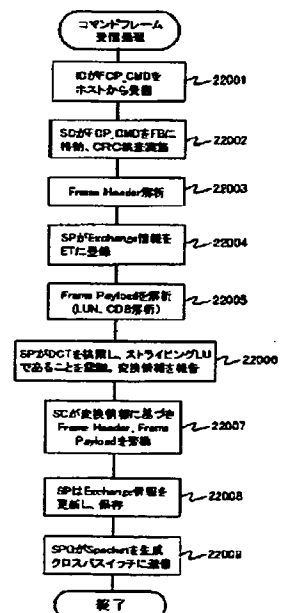 コマンドフレーム
受信処理
ICがFCP_CMDを
ホストから受信
22001
SCがFCP_CMDをFBに
格納、CRC検査実施
22002
Frame Header解析
22003
SPがExchange情報を
ETに登録
22004
Frame Payloadを解析
(LUN、CDB解析)
22005
SPがDCTを検索し、ストライピングLU
であることを認識、変換情報を報告
22006
SCが変換情報に基づき
Frame Header、Frame
Payloadを変換
22007
SPはExchange情報を
更新し、保存
22008
SPGがSpacketを生成
クロスバスイッチに送信
22009
終了